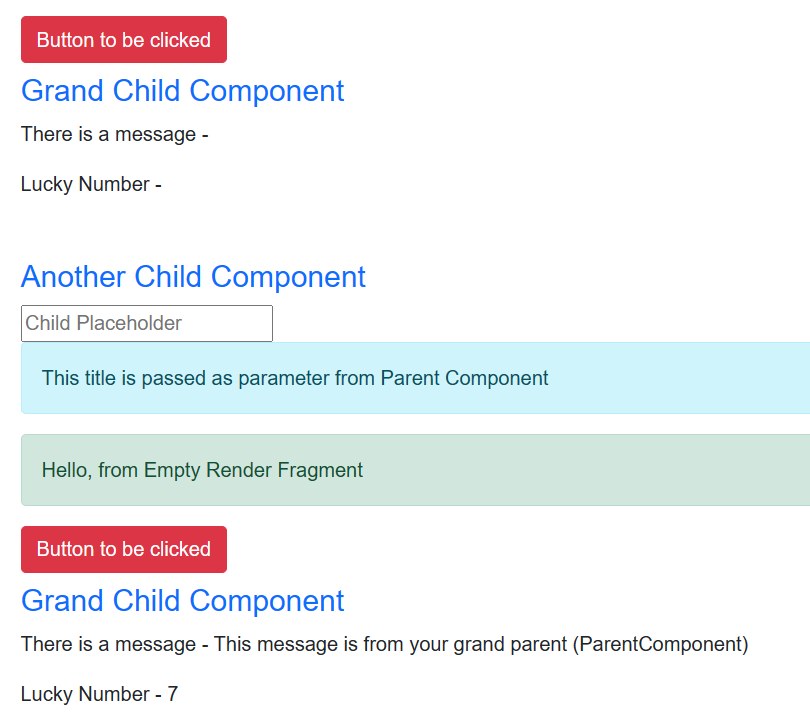 Button to be clicked
Grand Child Component
There is a message -
Lucky Number -
Another Child Component
Child Placeholder
This title is passed as parameter from Parent Component
Hello, from Empty Render Fragment
Button to be clicked
Grand Child Component
There is a message - This message is from your grand parent (ParentComponent)
Lucky Number - 7